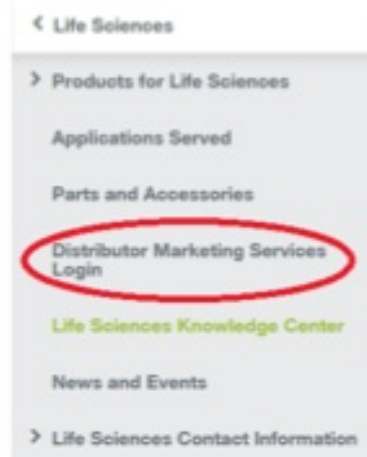 Life Sciences
Products for Life Sciences
Applications Served
Parts and Accessories
Distributor Marketing Services
Login
Life Sciences Knowledge Center
News and Events
Life Sciences Contact Information